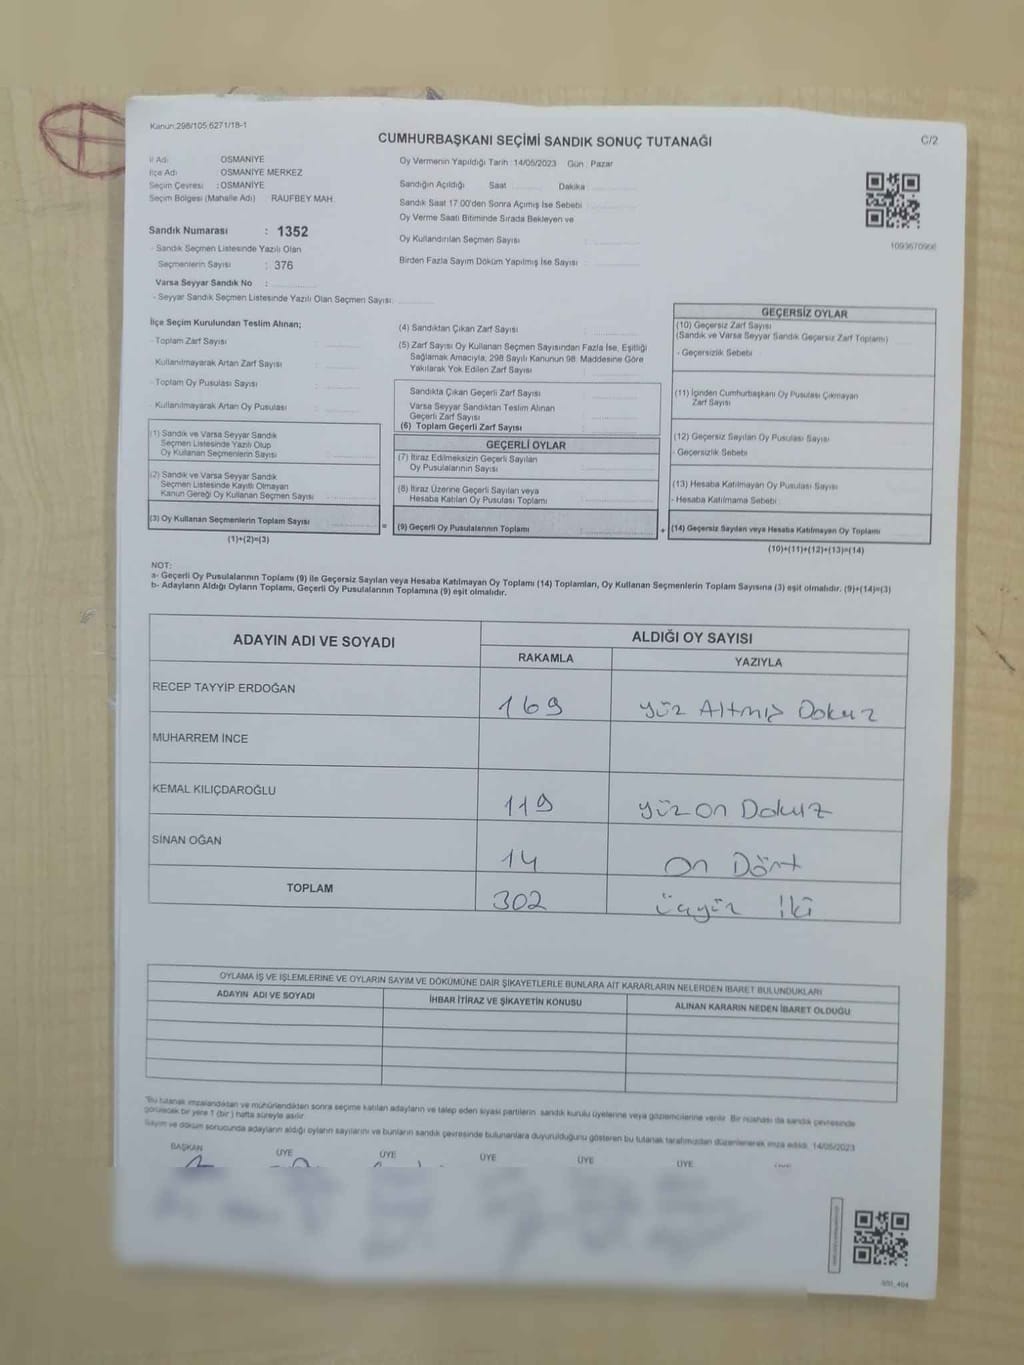 Kanun:298/105,6271/18-1
CUMHURBAŞKANI SEÇİMİ SANDIK SONUÇ TUTANAĞI
C/2
İl Adı OSMANİYE
İlçe Adı OSMANİYE MERKEZ
Seçim Çevresi : OSMANİYE
Seçim Bölgesi (Mahalle Adı) RAUFBEY MAH.
Sandık Numarası : 1352
- Sandık Seçmen Listesinde Yazılı Olan
Seçmenlerin Sayısı : 376
Varsa Seyyar Sandık No :
- Seyyar Sandık Seçmen Listesinde Yazılı Olan Seçmen Sayısı:
Oy Vermenin Yapıldığı Tarih :14/05/2023 Gün : Pazar
Sandığın Açıldığı Saat Dakika
Sandık Saat 17:00'den Sonra Açımış İse Sebebi
Oy Verme Saati Bitiminde Sırada Bekleyen ve
Oy Kullandırılan Seçmen Sayısı :
Birden Fazla Sayım Döküm Yapılmış İse Sayısı :
1093670906
İlçe Seçim Kurulundan Teslim Alınan;
- Toplam Zarf Sayısı :
- Kullanılmayarak Artan Zarf Sayısı :
- Toplam Oy Pusulası Sayısı :
- Kullanılmayarak Artan Oy Pusulası :
(1) Sandık ve Varsa Seyyar Sandık
Seçmen Listesinde Yazılı Olup
Oy Kullanan Seçmenlerin Sayısı :
(2) Sandık ve Varsa Seyyar Sandık
Seçmen Listesinde Kayıtlı Olmayan
Kanun Gereği Oy Kullanan Seçmen Sayısı :
(3) Oy Kullanan Seçmenlerin Toplam Sayısı
(1)+(2)=(3)
=
(4) Sandıktan Çıkan Zarf Sayısı :
(5) Zarf Sayısı Oy Kullanan Seçmen Sayısından Fazla İse, Eşitliği
Sağlamak Amacıyla, 298 Sayılı Kanunun 98. Maddesine Göre
Yakılarak Yok Edilen Zarf Sayısı :
Sandıkta Çıkan Geçerli Zarf Sayısı :
Varsa Seyyar Sandıktan Teslim Alınan
Geçerli Zarf Sayısı :
(6) Toplam Geçerli Zarf Sayısı :
GEÇERLİ OYLAR
(7) İtiraz Edilmeksizin Geçerli Sayılan
Oy Pusulalarının Sayısı :
(8) İtiraz Üzerine Geçerli Sayılan veya
Hesaba Katılan Oy Pusulası Toplamı :
(9) Geçerli Oy Pusulalarının Toplamı :
+
GEÇERSİZ OYLAR
(10) Geçersiz Zarf Sayısı
(Sandık ve Varsa Seyyar Sandık Geçersiz Zarf Toplamı)
- Geçersizlik Sebebi
(11) İçinden Cumhurbaşkanı Oy Pusulası Çıkmayan
Zarf Sayısı
(12) Geçersiz Sayılan Oy Pusulası Sayısı
- Geçersizlik Sebebi
(13) Hesaba Katılmayan Oy Pusulası Sayısı
- Hesaba Katılmama Sebebi
(14) Geçersiz Sayılan veya Hesaba Katılmayan Oy Toplamı
(10)+(11)+(12)+(13)=(14)
NOT:
a- Geçerli Oy Pusulalarının Toplamı (9) ile Geçersiz Sayılan veya Hesaba Katılmayan Oy Toplamı (14) Toplamları, Oy Kullanan Seçmenlerin Toplam Sayısına (3) eşit olmalıdır. (9)+(14)=(3)
b- Adayların Aldığı Oyların Toplamı, Geçerli Oy Pusulalarının Toplamına (9) eşit olmalıdır.
ADAYIN ADI VE SOYADI ALDIĞI OY SAYISI
RAKAMLA YAZIYLA
RECEP TAYYİP ERDOĞAN 169 Yüz Altmış Dokuz
MUHARREM İNCE
KEMAL KILIÇDAROĞLU 119 Yüz on Dokuz
SİNAN OĞAN 14 On Dört
TOPLAM 302 üçyüz İki
OYLAMA İŞ VE İŞLEMLERİNE VE OYLARIN SAYIM VE DÖKÜMÜNE DAİR ŞİKAYETLERLE BUNLARA AİT KARARLARIN NELERDEN İBARET BULUNDUKLARI
ADAYIN ADI VE SOYADI İHBAR İTİRAZ VE ŞİKAYETİN KONUSU ALINAN KARARIN NEDEN İBARET OLDUĞU
"Bu tutanak imzalandıktan ve mühürlendikten sonra seçime katılan adayların ve talep eden siyasi partilerin sandık kurulu üyelerine veya gözlemcilerine verilir. Bir nüshası da sandık çevresinde
görülecek bir yere 1 (bir) hafta süreyle asılır.
Sayım ve döküm sonucunda adayların aldığı oyların sayılarını ve bunların sandık çevresinde bulunanlara duyurulduğunu gösteren bu tutanak tarafımızdan düzenlenerek imza edildi. 14/05/2023
BAŞKAN ÜYE ÜYE ÜYE ÜYE ÜYE